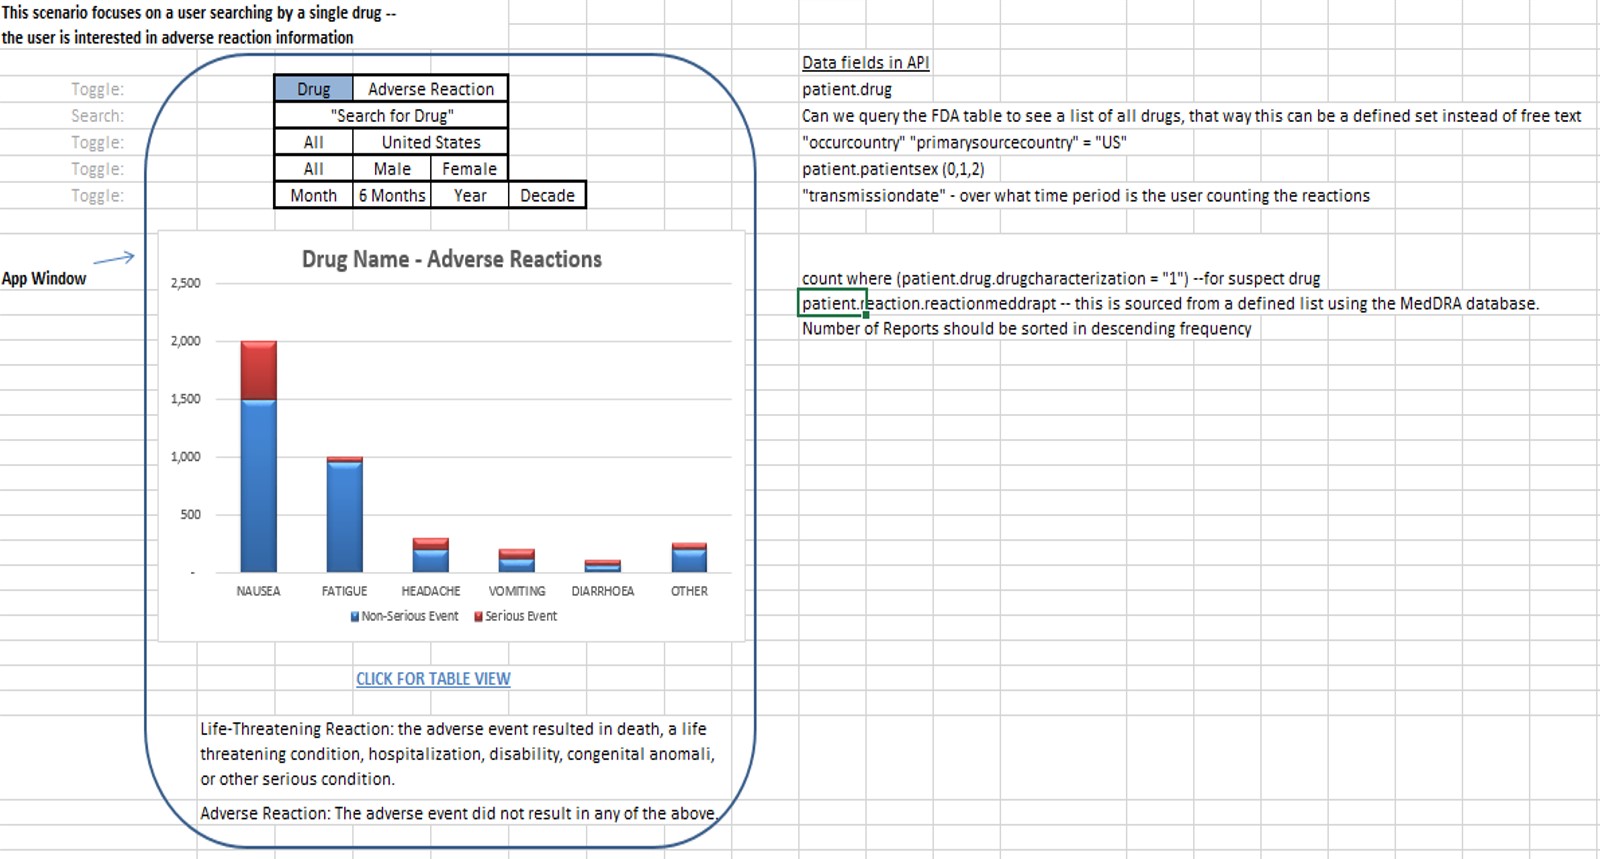 This scenario focuses on a user searching by a single drug --
the user is interested in adverse reaction information
Data fields in API
Toggle: Drug Adverse Reaction patient.drug
Search: "Search for Drug" Can we query the FDA table to see a list of all drugs, that way this can be a defined set instead of free text
Toggle: All United States "occurcountry" "primarysourcecountry" = "US"
Toggle: All Male Female patient.patientsex (0,1,2)
Toggle: Month 6 Months Year Decade "transmissiondate" - over what time period is the user counting the reactions
App Window
Drug Name - Adverse Reactions
2,500
2,000
1,500
1,000
500
-
NAUSEA FATIGUE HEADACHE VOMITING DIARRHOEA OTHER
Non-Serious Event Serious Event
count where (patient.drug.drugcharacterization = "1") --for suspect drug
patient.reaction.reactionmeddrapt -- this is sourced from a defined list using the MedDRA database.
Number of Reports should be sorted in descending frequency
CLICK FOR TABLE VIEW
Life-Threatening Reaction: the adverse event resulted in death, a life
threatening condition, hospitalization, disability, congenital anomali,
or other serious condition.
Adverse Reaction: The adverse event did not result in any of the above.